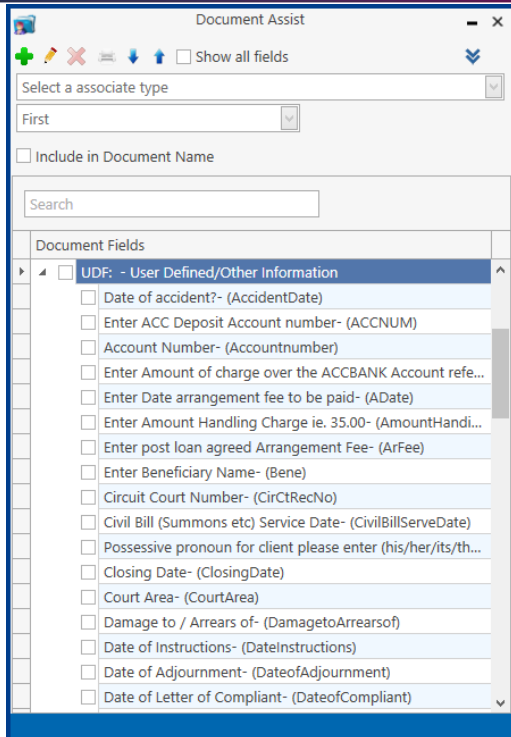 Document Assist
Show all fields
Select a associate type
First
Include in Document Name
Search
Document Fields
UDF:  - User Defined/Other Information
Date of accident?- (AccidentDate)
Enter ACC Deposit Account number- (ACCNUM)
Account Number- (Accountnumber)
Enter Amount of charge over the ACCBANK Account refe...
Enter Date arrangement fee to be paid- (ADate)
Enter Amount Handling Charge ie. 35.00- (AmountHandi...
Enter post loan agreed Arrangement Fee- (ArFee)
Enter Beneficiary Name- (Bene)
Circuit Court Number- (CirCtRecNo)
Civil Bill (Summons etc) Service Date- (CivilBillServeDate)
Possessive pronoun for client please enter (his/her/its/th...
Closing Date- (ClosingDate)
Court Area- (CourtArea)
Damage to / Arrears of- (DamagetoArrearsof)
Date of Instructions- (DateInstructions)
Date of Adjournment- (DateofAdjournment)
Date of Letter of Compliant- (DateofCompliant)